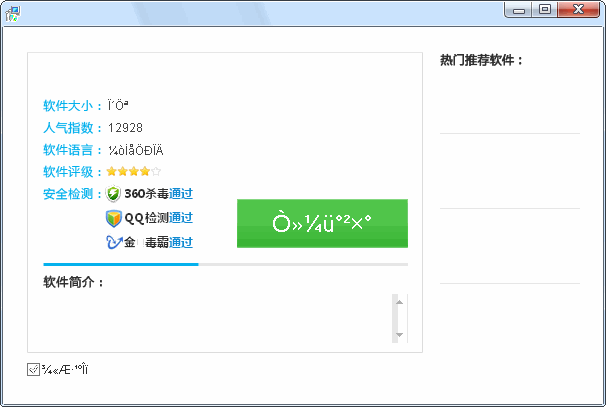 热门推荐软件：
软件大小： Î´Öª
人气指数： 12928
软件语言： ¼òÌåÖÐÎÄ
软件评级：
安全检测： 360杀毒通过
QQ检测通过
金 毒霸通过
Ò»¼ü°²×°
软件简介：
¾«Æ·¹ºÎï